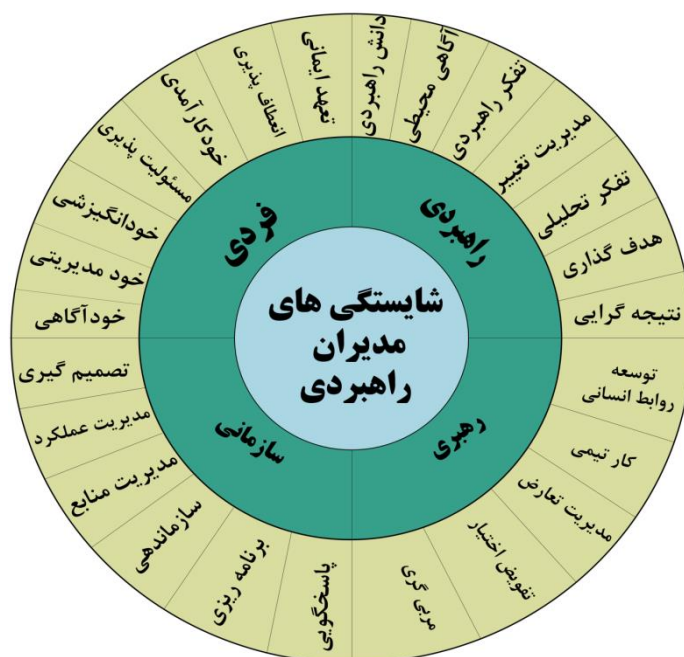 شایستگی های
مدیران
راهبردی
راهبردی
دانش راهبردی
آگاهی محیطی
تفکر راهبردی
مدیریت تغییر
تفکر تحلیلی
هدف گذاری
نتیجه گرایی
رهبری
توسعه
روابط انسانی
کار تیمی
مدیریت تعارض
تفویض اختیار
مربی گری
سازمانی
پاسخگویی
برنامه ریزی
سازماندهی
مدیریت منابع
مدیریت عملکرد
تصمیم گیری
فردی
خودآگاهی
خود مدیریتی
خودانگیزشی
مسئولیت پذیری
خودکارآمدی
انعطاف پذیری
تعهد ایمانی